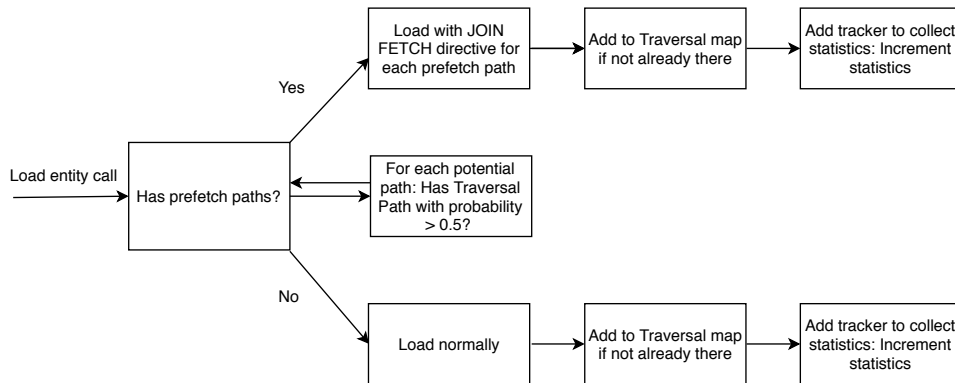 Load with JOIN
FETCH directive for
each prefetch path
Add to Traversal map
if not already there
Add tracker to collect
statistics: Increment
statistics
Yes
Load entity call
Has prefetch paths?
For each potential
path: Has Traversal
Path with probability
> 0.5?
No
Load normally
Add to Traversal map
if not already there
Add tracker to collect
statistics: Increment
statistics